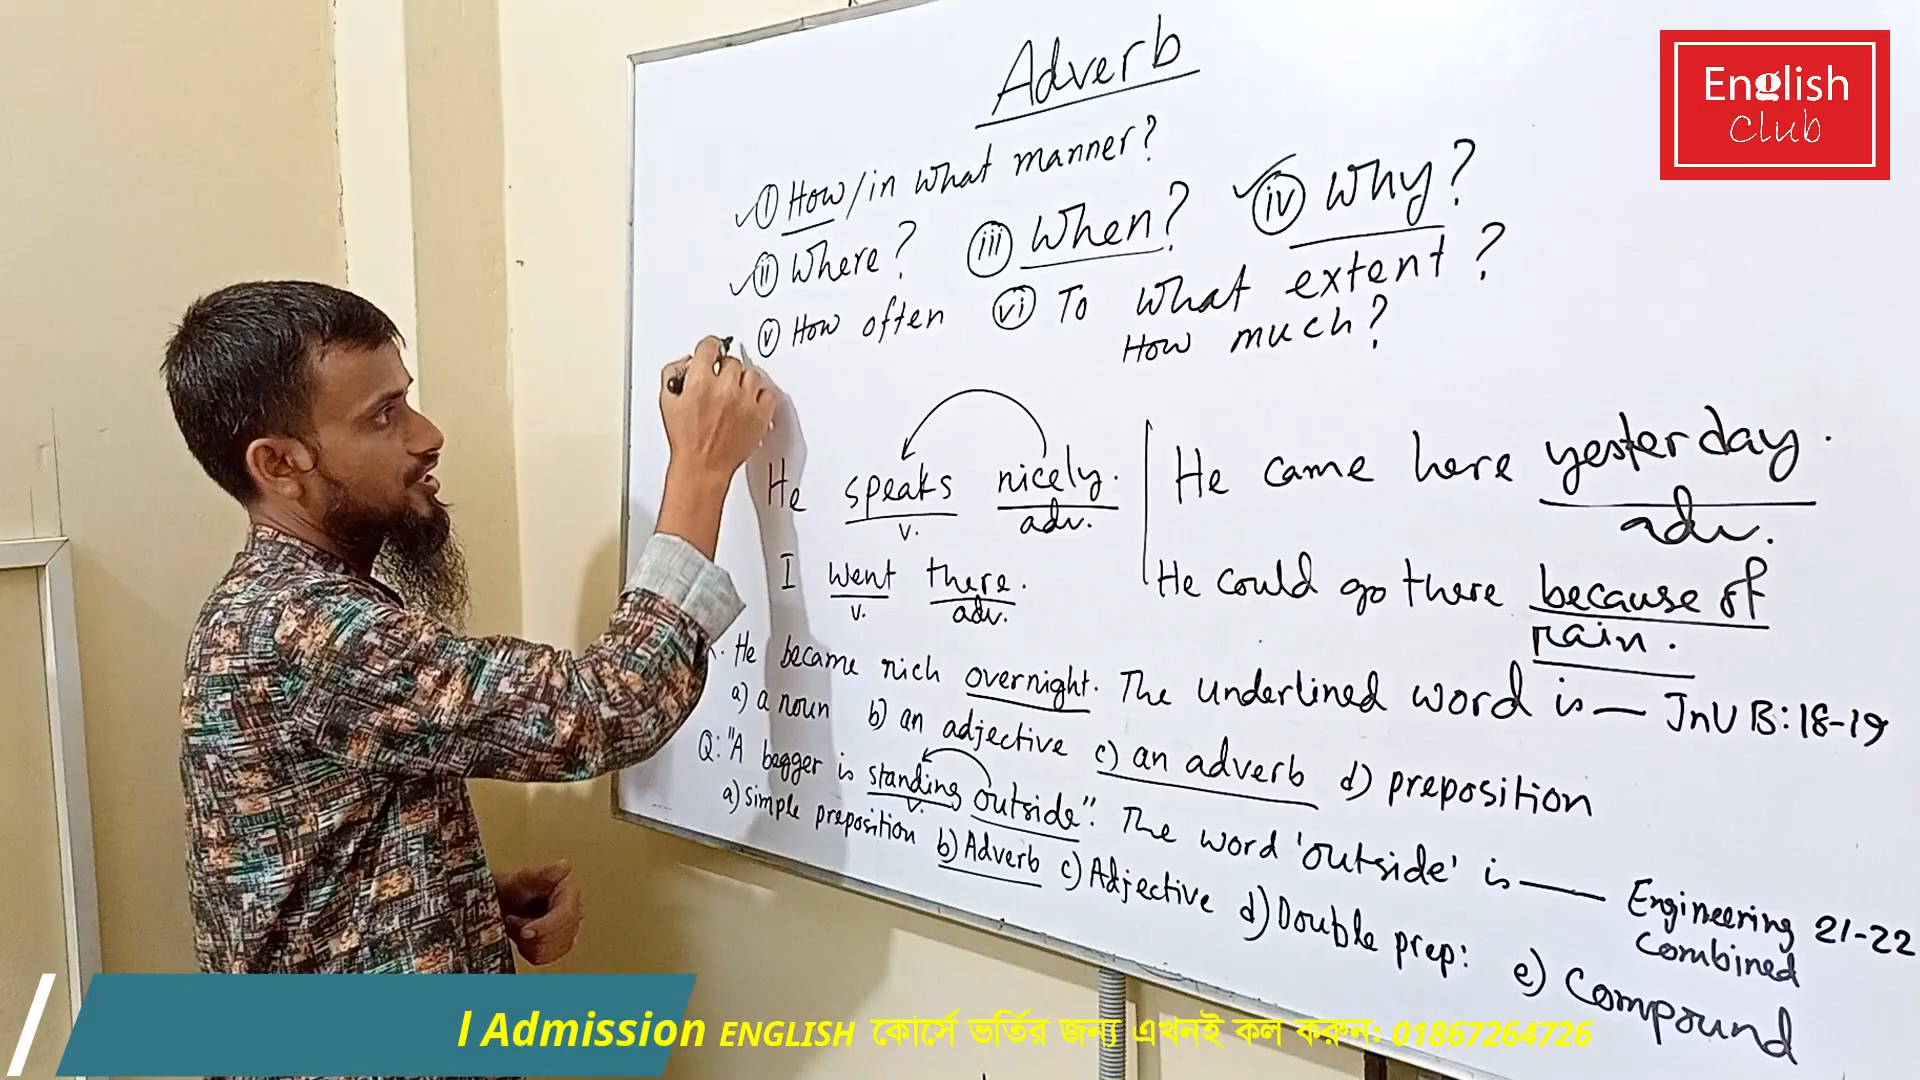 Adverb
English
Club
i How/in what manner?
ii Where? iii When? iv Why?
v How often vi To what extent?
How much?
He speaks nicely. He came here yesterday.
v. adv. adv.
I went there. He could go there because of
v. adv. rain.
He became rich overnight. The underlined word is— JnU B:18-19
a) a noun b) an adjective c) an adverb d) preposition
Q: "A begger is standing outside". The word 'outside' is — Engineering 21-22
v. Combined
a) Simple preposition b) Adverb c) Adjective d) Double prep: e) Compound
l Admission ENGLISH কোর্সে ভর্তির জন্য এখনই কল করুন: 01867264726